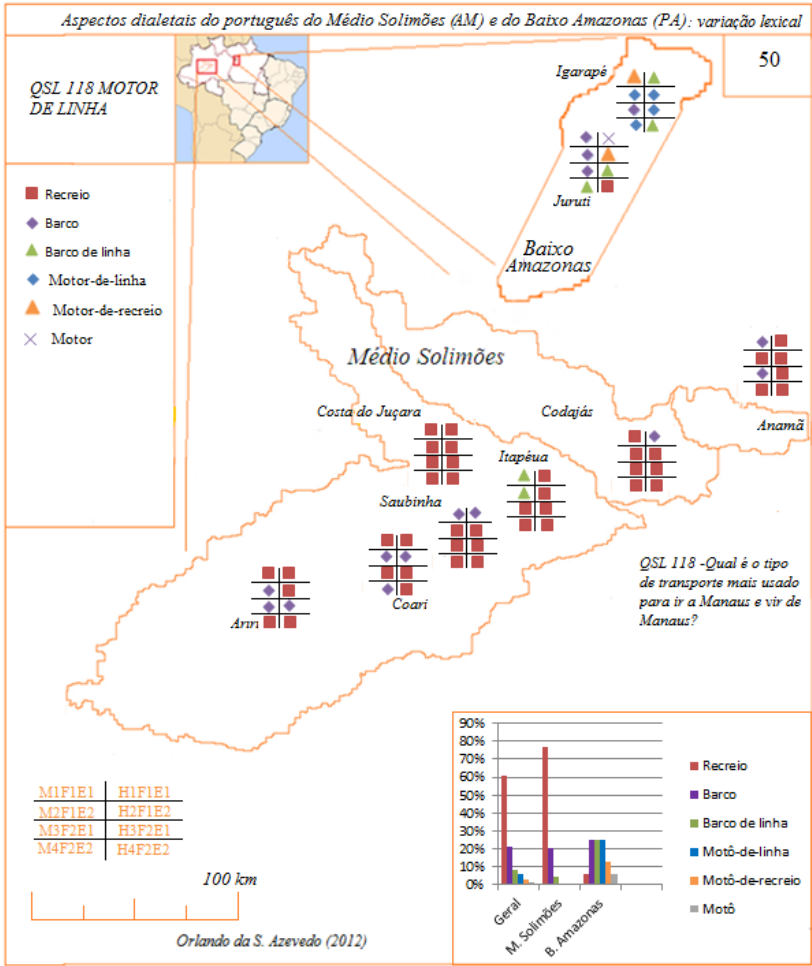 Aspectos dialetais do português do Médio Solimões (AM) e do Baixo Amazonas (PA): variação lexical
50
QSL 118 MOTOR
DE LINHA
Recreio
Barco
Barco de linha
Motor-de-linha
Motor-de-recreio
Motor
Igarapé
Juruti
Baixo
Amazonas
Médio Solimões
Costa do Juçara
Codajás
Anamã
Itapéua
Saubinha
Coari
Ariri
QSL 118 -Qual é o tipo
de transporte mais usado
para ir a Manaus e vir de
Manaus?
M1F1E1 H1F1E1
M2F1E2 H2F1E2
M3F2E1 H3F2E1
M4F2E2 H4F2E2
100 km
Orlando da S. Azevedo (2012)
90%
80%
70%
60%
50%
40%
30%
20%
10%
0%
Geral
M. Solimões
B. Amazonas
Recreio
Barco
Barco de linha
Motô-de-linha
Motô-de-recreio
Motô